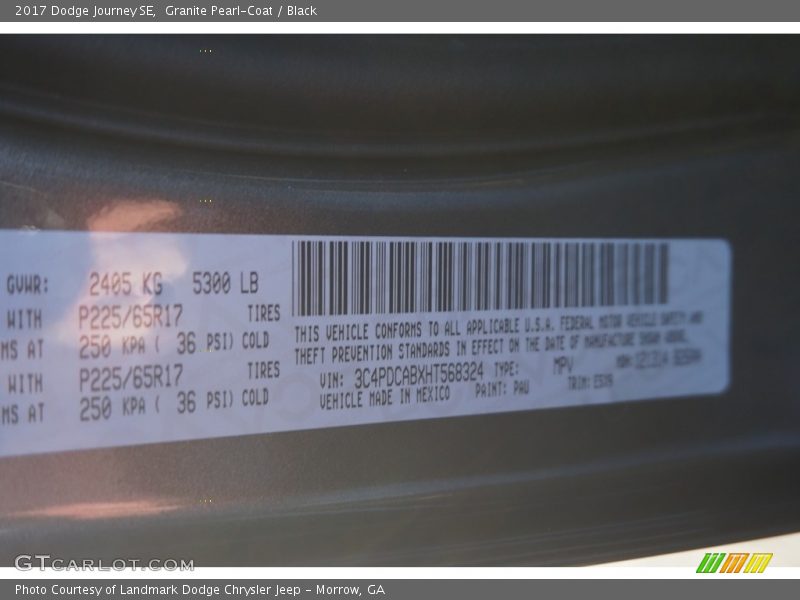 2017 Dodge Journey SE,  Granite Pearl-Coat / Black
GVWR: 2405 KG 5300 LB
WITH P225/65R17 TIRES
MS AT 250 KPA ( 36 PSI) COLD
WITH P225/65R17 TIRES
MS AT 250 KPA ( 36 PSI) COLD
THIS VEHICLE CONFORMS TO ALL APPLICABLE U.S.A. FEDERAL MOTOR VEHICLE SAFETY AND
THEFT PREVENTION STANDARDS IN EFFECT ON THE DATE OF MANUFACTURE SHOWN ABOVE.
VIN: 3C4PDCABXHT568324 TYPE: MPV
VEHICLE MADE IN MEXICO PAINT: PAU TRIM:
GTCARLOT.COM
Photo Courtesy of Landmark Dodge Chrysler Jeep - Morrow, GA